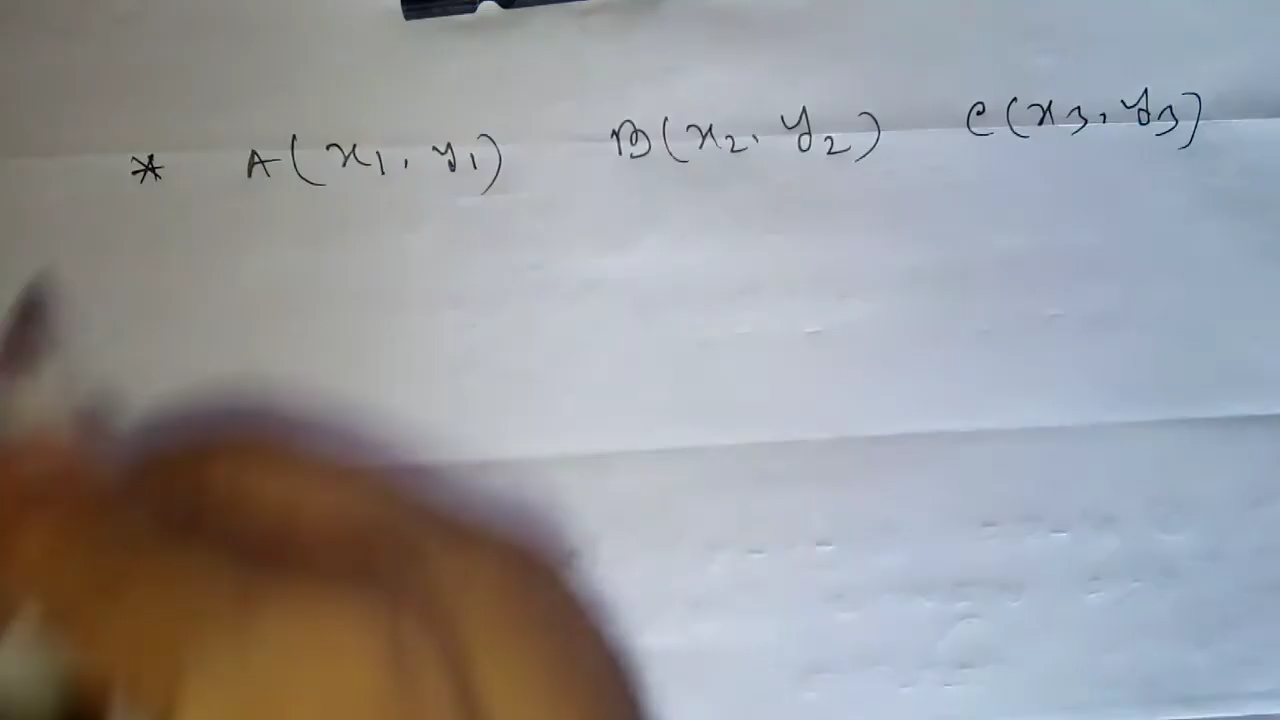 * A(x₁, y₁) B(x₂, y₂) C(x₃, y₃)